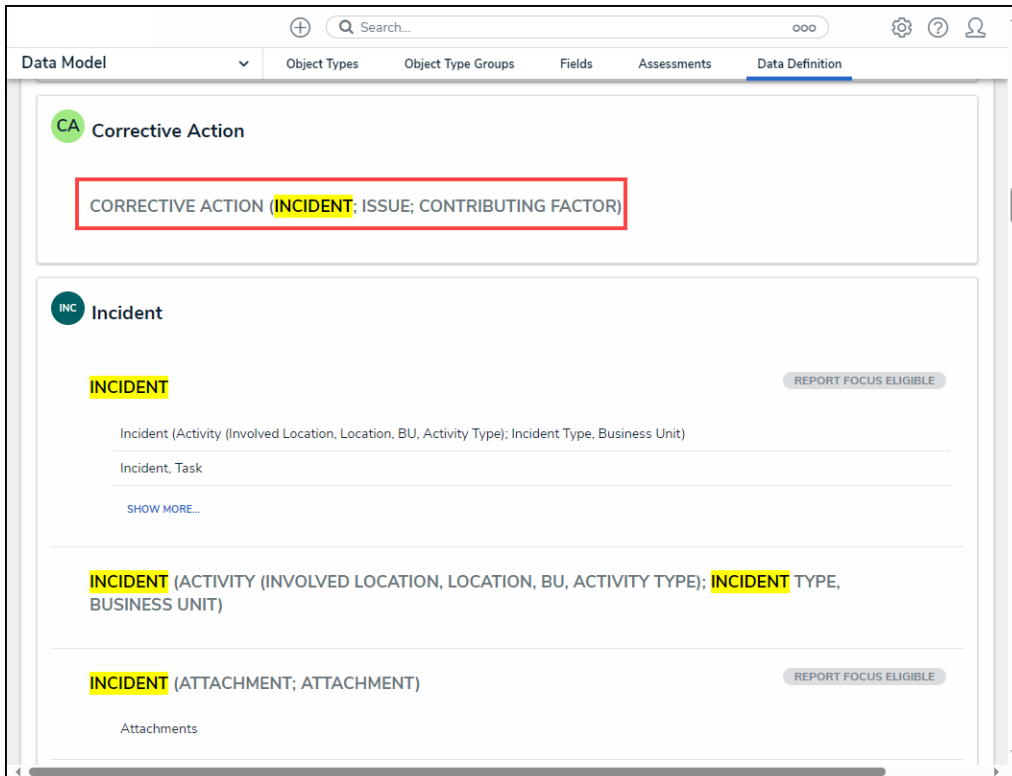 Search...
Data Model
Object Types
Object Type Groups
Fields
Assessments
Data Definition
CA
Corrective Action
CORRECTIVE ACTION (INCIDENT; ISSUE; CONTRIBUTING FACTOR)
INC
Incident
INCIDENT
REPORT FOCUS ELIGIBLE
Incident (Activity (Involved Location, Location, BU, Activity Type); Incident Type, Business Unit)
Incident, Task
SHOW MORE...
INCIDENT (ACTIVITY (INVOLVED LOCATION, LOCATION, BU, ACTIVITY TYPE); INCIDENT TYPE,
BUSINESS UNIT)
INCIDENT (ATTACHMENT; ATTACHMENT)
REPORT FOCUS ELIGIBLE
Attachments